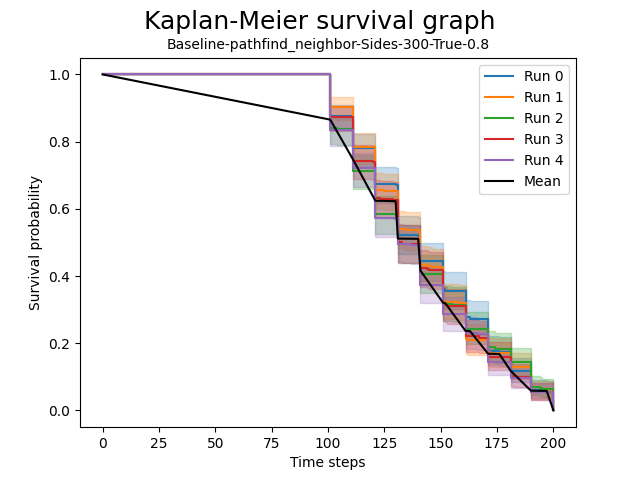 Kaplan-Meier survival graph
Baseline-pathfind_neighbor-Sides-300-True-0.8
Survival probability
1.0
0.8
0.6
0.4
0.2
0.0
Run 0
Run 1
Run 2
Run 3
Run 4
Mean
0 25 50 75 100 125 150 175 200
Time steps